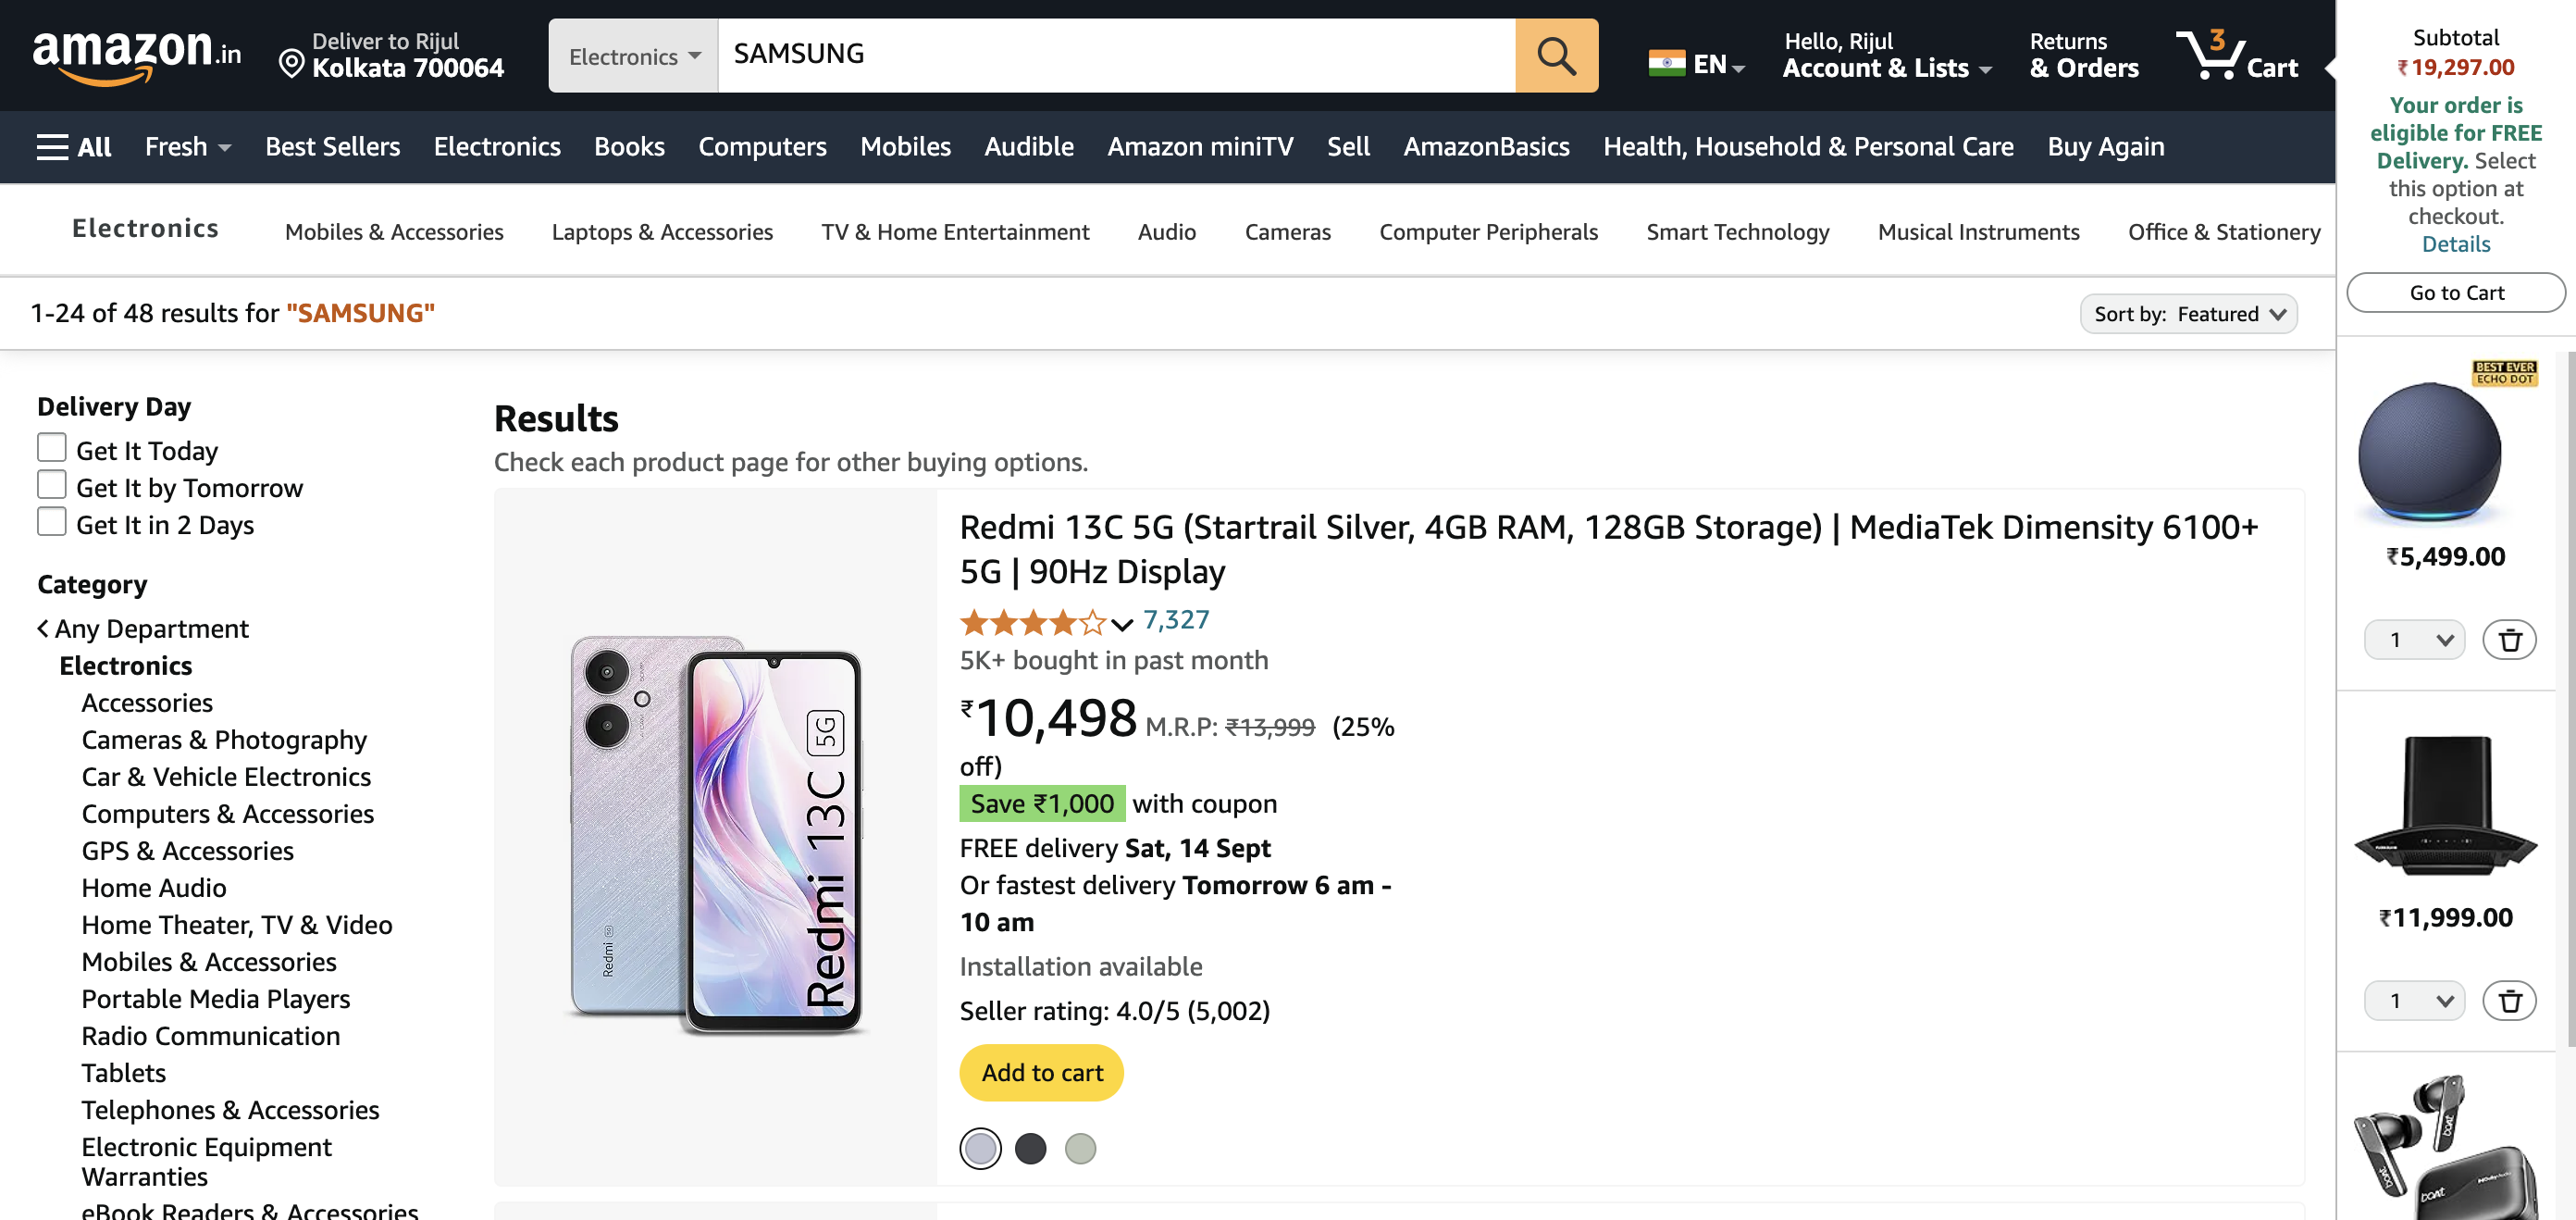 amazon.in
Deliver to Rijul
Kolkata 700064
Electronics
SAMSUNG
EN
Hello, Rijul
Account & Lists
Returns
& Orders
3
Cart
All
Fresh
Best Sellers
Electronics
Books
Computers
Mobiles
Audible
Amazon miniTV
Sell
AmazonBasics
Health, Household & Personal Care
Buy Again
Electronics
Mobiles & Accessories
Laptops & Accessories
TV & Home Entertainment
Audio
Cameras
Computer Peripherals
Smart Technology
Musical Instruments
Office & Stationery
1-24 of 48 results for "SAMSUNG"
Sort by: Featured
Delivery Day
Get It Today
Get It by Tomorrow
Get It in 2 Days
Category
Any Department
Electronics
Accessories
Cameras & Photography
Car & Vehicle Electronics
Computers & Accessories
GPS & Accessories
Home Audio
Home Theater, TV & Video
Mobiles & Accessories
Portable Media Players
Radio Communication
Tablets
Telephones & Accessories
Electronic Equipment
Warranties
eBook Readers & Accessories
Results
Check each product page for other buying options.
Redmi
Redmi 13C 5G
Redmi 13C 5G (Startrail Silver, 4GB RAM, 128GB Storage) | MediaTek Dimensity 6100+
5G | 90Hz Display
7,327
5K+ bought in past month
₹10,498 M.R.P: ₹13,999 (25%
off)
Save ₹1,000 with coupon
FREE delivery Sat, 14 Sept
Or fastest delivery Tomorrow 6 am -
10 am
Installation available
Seller rating: 4.0/5 (5,002)
Add to cart
Subtotal
₹19,297.00
Your order is
eligible for FREE
Delivery. Select
this option at
checkout.
Details
Go to Cart
BEST EVER
ECHO DOT
₹5,499.00
1
₹11,999.00
1
boAt
boAt
boAt